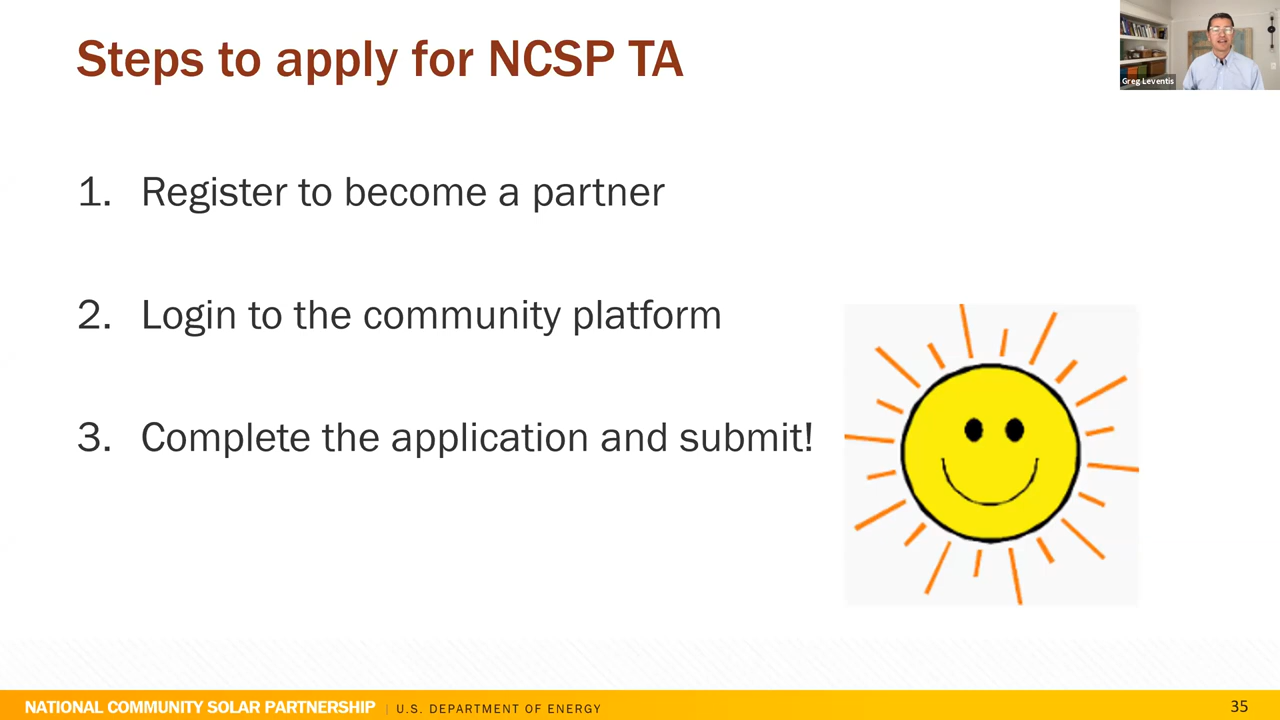 Steps to apply for NCSP TA
Greg Leventis
1. Register to become a partner
2. Login to the community platform
3. Complete the application and submit!
NATIONAL COMMUNITY SOLAR PARTNERSHIP | U.S. DEPARTMENT OF ENERGY
35